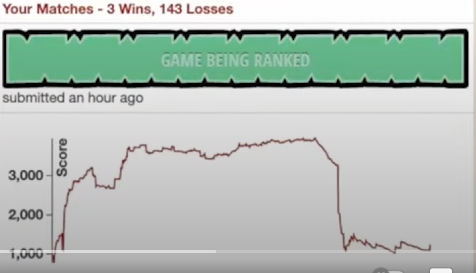 Your Matches - 3 Wins, 143 Losses
GAME BEING RANKED
submitted an hour ago
Score
3,000
2,000
1,000